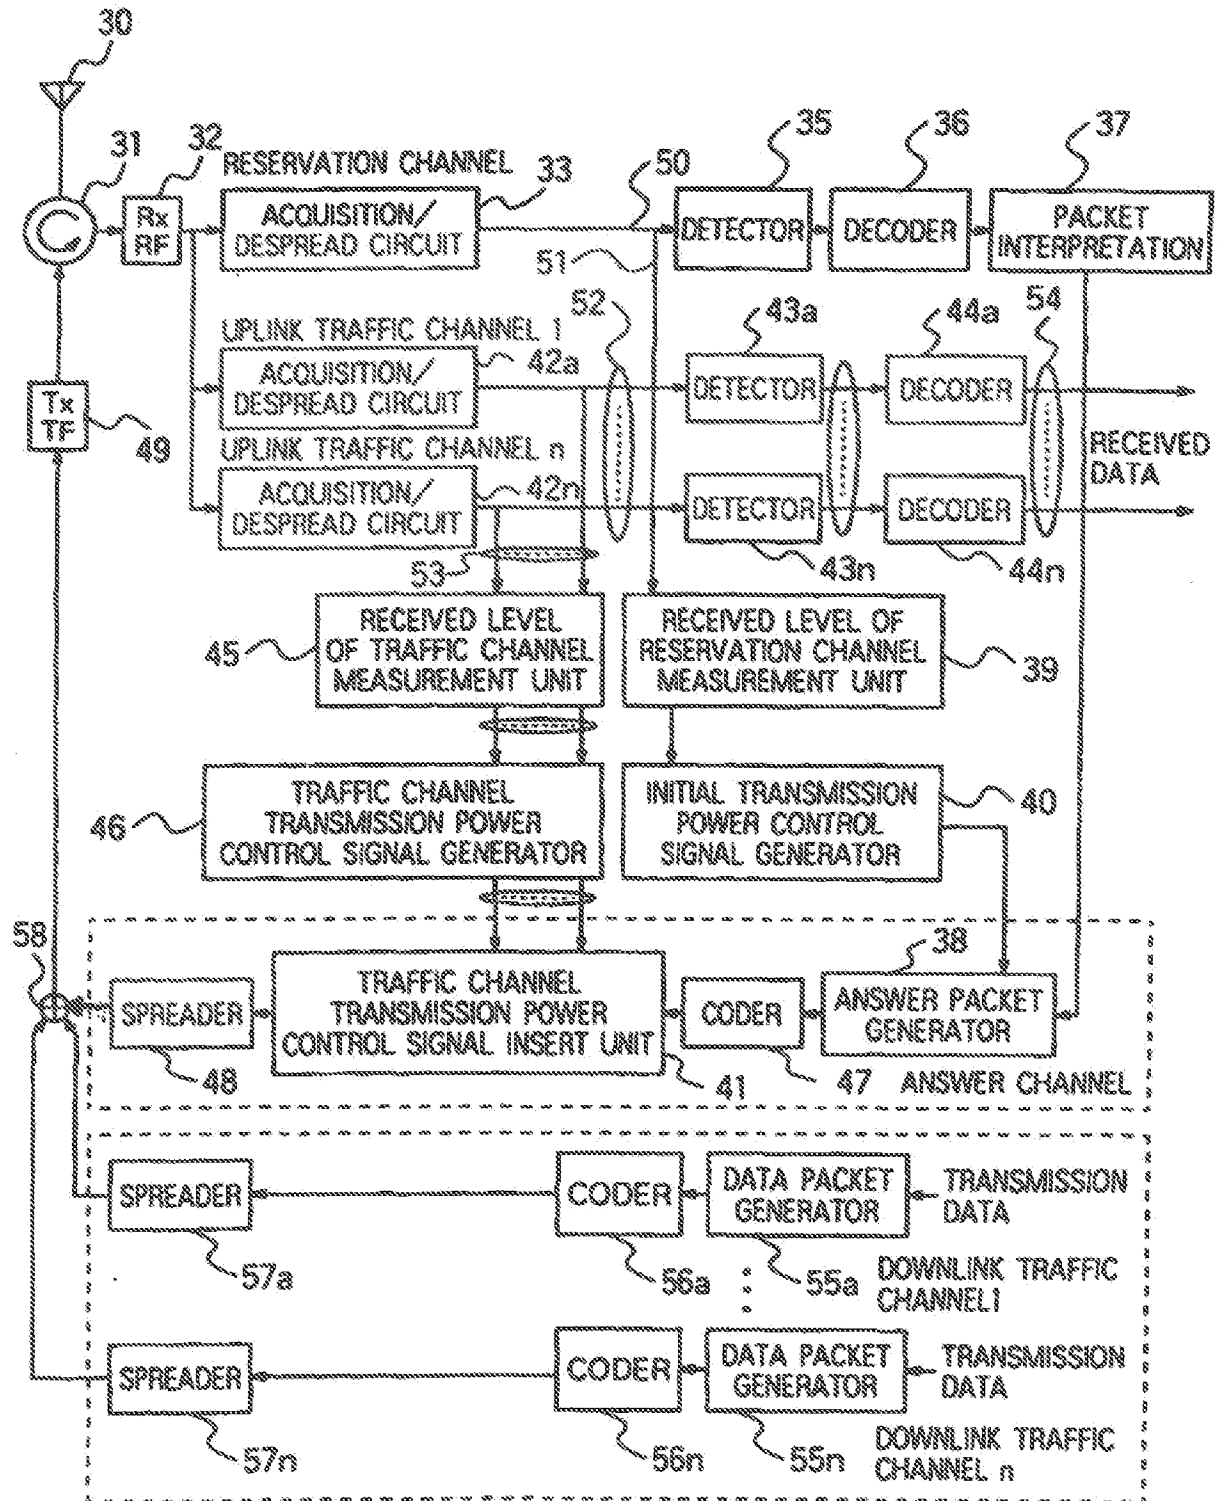 30
31
32
RESERVATION CHANNEL
33
50
35
36
37
Rx
RF
ACQUISITION/
DESPREAD CIRCUIT
DETECTOR
DECODER
PACKET
INTERPRETATION
51
52
43a
44a
54
UPLINK TRAFFIC CHANNEL 1
42a
ACQUISITION/
DESPREAD CIRCUIT
DETECTOR
DECODER
Tx
TF
49
UPLINK TRAFFIC CHANNEL n
RECEIVED
DATA
42n
ACQUISITION/
DESPREAD CIRCUIT
DETECTOR
DECODER
53
43n
44n
45
RECEIVED LEVEL
OF TRAFFIC CHANNEL
MEASUREMENT UNIT
RECEIVED LEVEL OF
RESERVATION CHANNEL
MEASUREMENT UNIT
39
46
TRAFFIC CHANNEL
TRANSMISSION POWER
CONTROL SIGNAL GENERATOR
INITIAL TRANSMISSION
POWER CONTROL
SIGNAL GENERATOR
40
58
38
SPREADER
TRAFFIC CHANNEL
TRANSMISSION POWER
CONTROL SIGNAL INSERT UNIT
CODER
ANSWER PACKET
GENERATOR
48
41
47
ANSWER CHANNEL
SPREADER
CODER
DATA PACKET
GENERATOR
TRANSMISSION
DATA
57a
56a
55a
DOWNLINK TRAFFIC
CHANNEL1
SPREADER
CODER
DATA PACKET
GENERATOR
TRANSMISSION
DATA
57n
56n
55n
DOWNLINK TRAFFIC
CHANNEL n